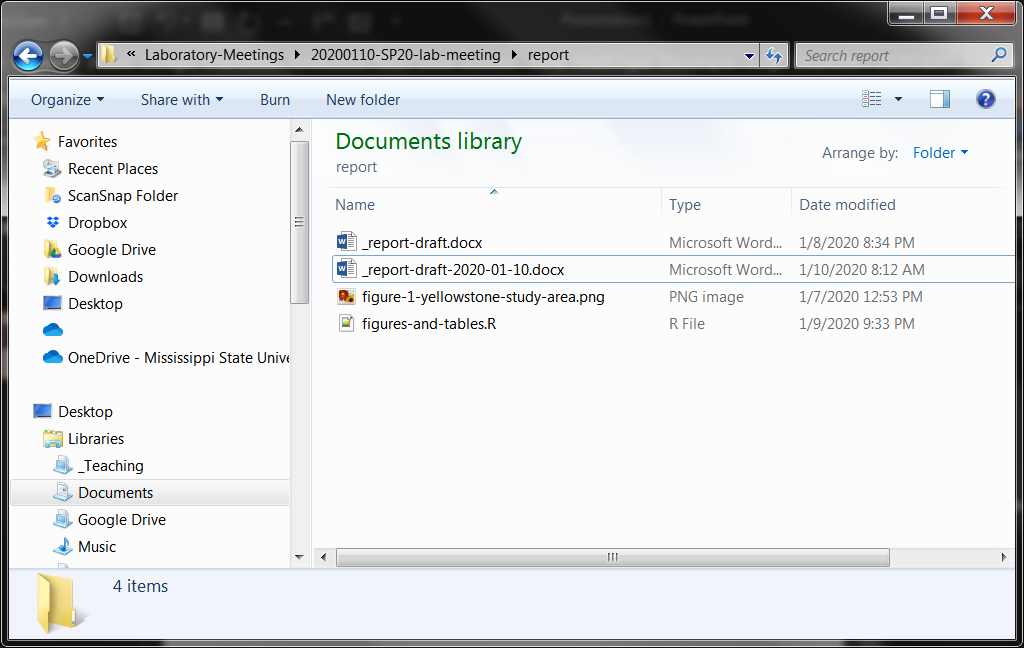 Presentation1 - PowerPoint
« Laboratory-Meetings 20200110-SP20-lab-meeting report Search report
Organize Share with Burn New folder
Favorites
Recent Places
ScanSnap Folder
Dropbox
Google Drive
Downloads
Desktop
OneDrive - Mississippi State Unive
Desktop
Libraries
_Teaching
Documents
Google Drive
Music
Documents library
report
Arrange by: Folder
Name Type Date modified
_report-draft.docx Microsoft Word... 1/8/2020 8:34 PM
_report-draft-2020-01-10.docx Microsoft Word... 1/10/2020 8:12 AM
figure-1-yellowstone-study-area.png PNG image 1/7/2020 12:53 PM
figures-and-tables.R R File 1/9/2020 9:33 PM
4 items